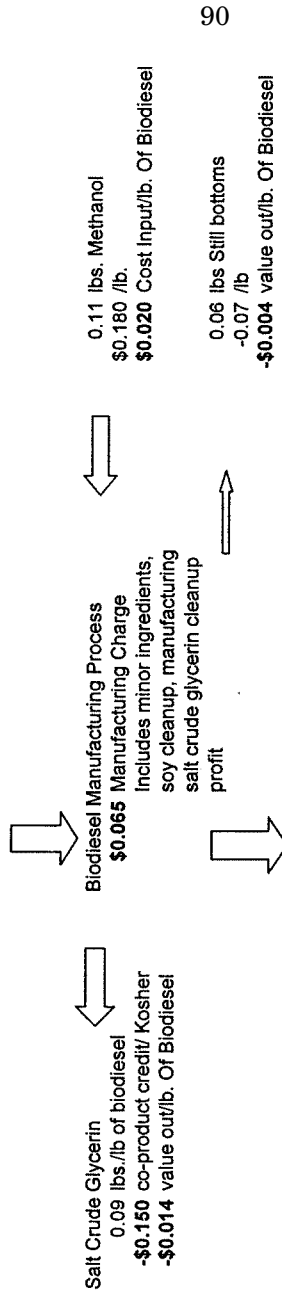 90
Salt Crude Glycerin
0.09 lbs./lb of biodiesel
-$0.150 co-product credit/ Kosher
-$0.014 value out/lb. Of Biodiesel
Biodiesel Manufacturing Process
$0.065 Manufacturing Charge
Includes minor ingredients,
soy cleanup, manufacturing
salt crude glycerin cleanup
profit
0.11 lbs. Methanol
$0.180 /lb.
$0.020 Cost Input/lb. Of Biodiesel
0.06 lbs Still bottoms
-0.07 /lb
-$0.004 value out/lb. Of Biodiesel